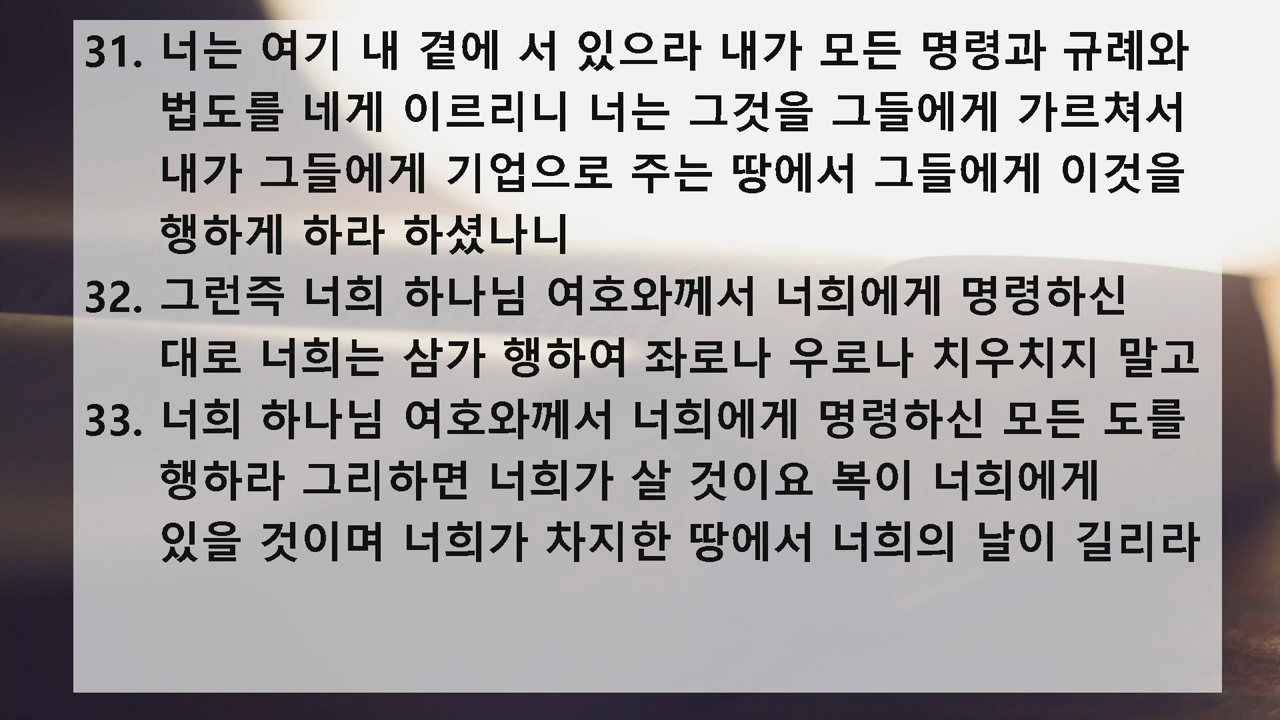 31. 너는 여기 내 곁에 서 있으라 내가 모든 명령과 규례와
법도를 네게 이르리니 너는 그것을 그들에게 가르쳐서
내가 그들에게 기업으로 주는 땅에서 그들에게 이것을
행하게 하라 하셨나니
32. 그런즉 너희 하나님 여호와께서 너희에게 명령하신
대로 너희는 삼가 행하여 좌로나 우로나 치우치지 말고
33. 너희 하나님 여호와께서 너희에게 명령하신 모든 도를
행하라 그리하면 너희가 살 것이요 복이 너희에게
있을 것이며 너희가 차지한 땅에서 너희의 날이 길리라